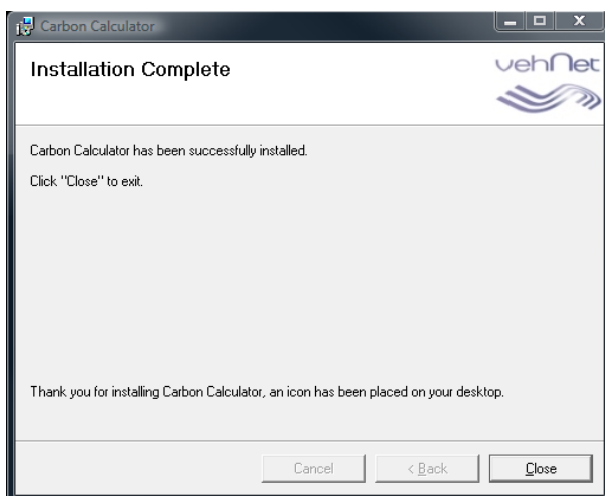 Carbon Calculator
Installation Complete
vehNet
Carbon Calculator has been successfully installed.
Click "Close" to exit.
Thank you for installing Carbon Calculator, an icon has been placed on your desktop.
Cancel
< Back
Close